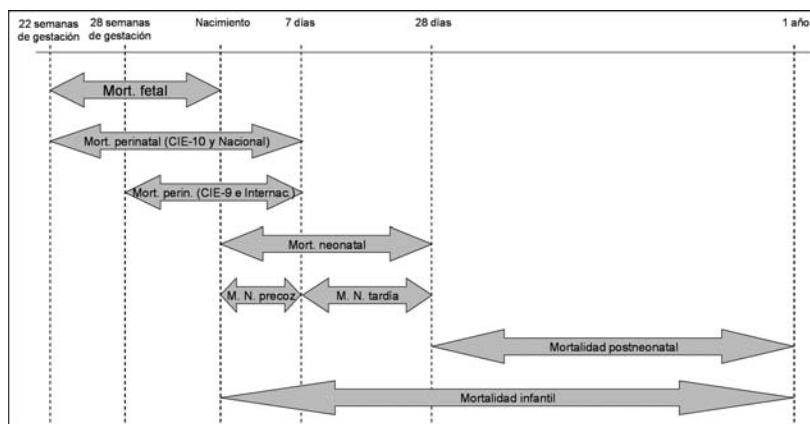 22 semanas
de gestación
28 semanas
de gestación
Nacimiento
7 días
28 días
1 año
Mort. fetal
Mort. perinatal (CIE-10 y Nacional)
Mort. perin. (CIE-9 e Internac.)
Mort. neonatal
M. N. precoz
M. N. tardía
Mortalidad postneonatal
Mortalidad infantil